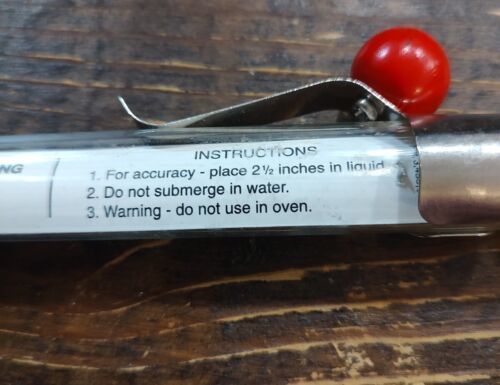 NG
INSTRUCTIONS
1. For accuracy - place 2½ inches in liquid
2. Do not submerge in water.
3. Warning - do not use in oven.